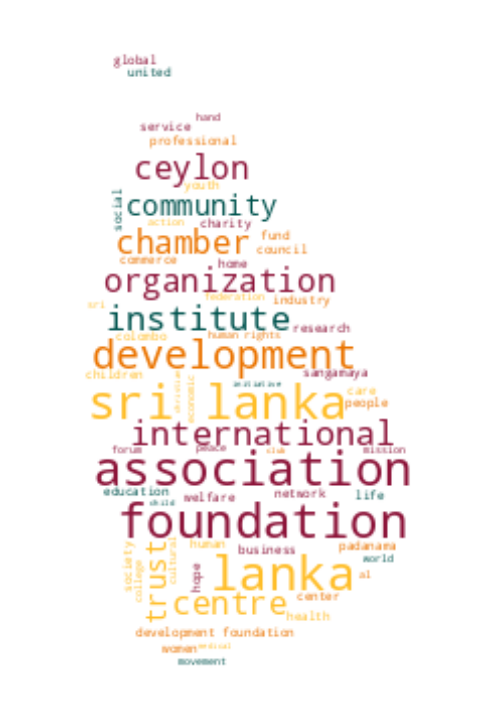 global
united
hand
service
professional
ceylon
youth
social
community
action charity
chamber fund
council
commerce home
organization
federation industry
sri
institute
research
colombo human rights
development
children sangamaya
christian economic initiative
sri lanka care
people
international
forum peace club mission
association
education child welfare network life
foundation
society college trust cultural human business padanama
world
hope lanka al
centre center
health
development foundation
women medical
movement